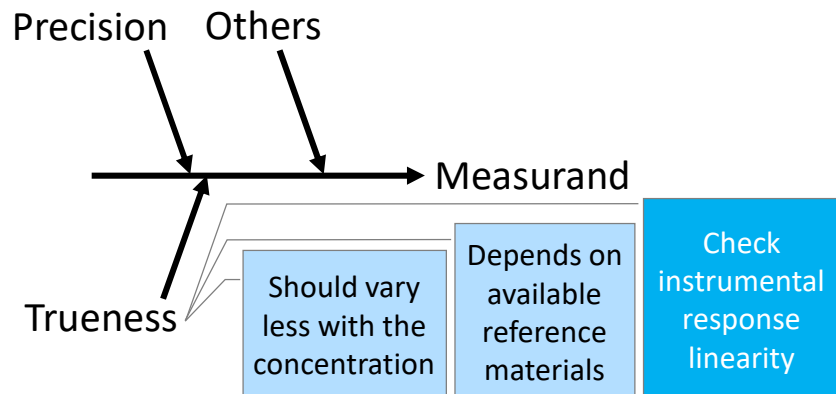 Precision
Others
Measurand
Trueness
Should vary
less with the
concentration
Depends on
available
reference
materials
Check
instrumental
response
linearity